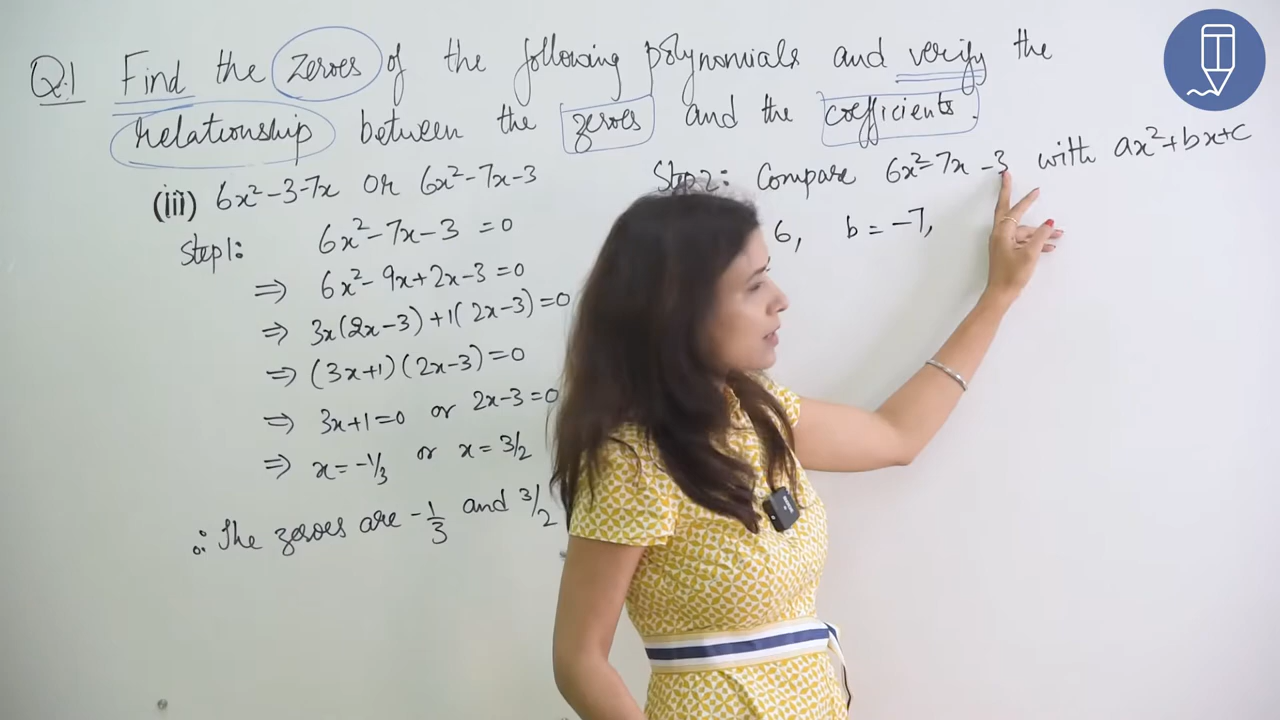 Q.1 Find the zeroes of the following polynomials and verify the
relationship between the zeroes and the coefficients.
(iii) 6x²-3-7x or 6x²-7x-3
Step1: 6x²-7x-3 = 0
⇒ 6x²-9x+2x-3=0
⇒ 3x(2x-3)+1(2x-3)=0
⇒ (3x+1)(2x-3)=0
⇒ 3x+1=0 or 2x-3=0
⇒ x=-1/3 or x=3/2
∴ The zeroes are -1/3 and 3/2
Step2: Compare 6x²-7x-3 with ax²+bx+c
6, b=-7,